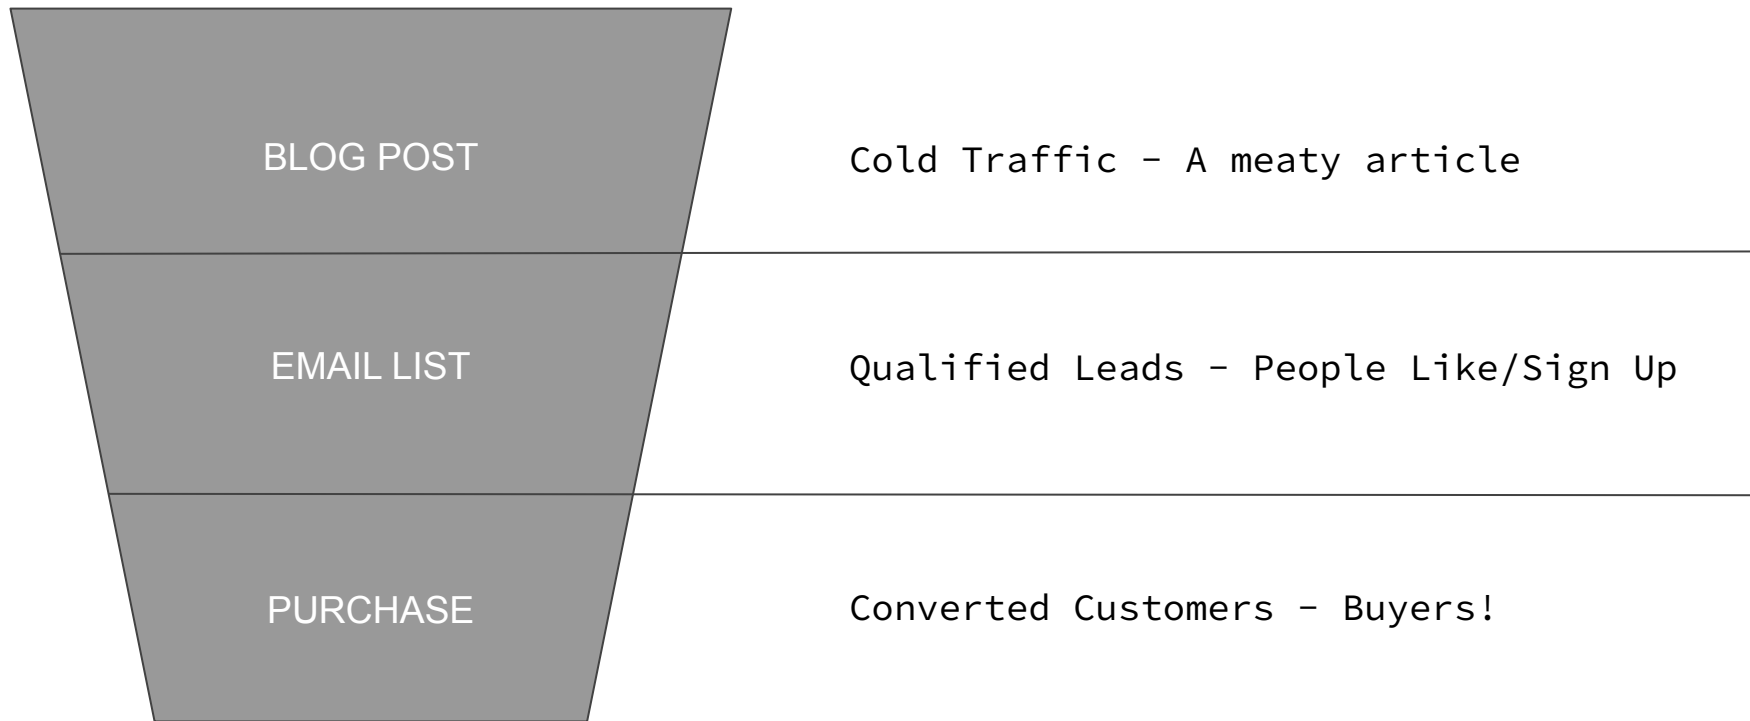 BLOG POST
Cold Traffic - A meaty article
EMAIL LIST
Qualified Leads - People Like/Sign Up
PURCHASE
Converted Customers - Buyers!